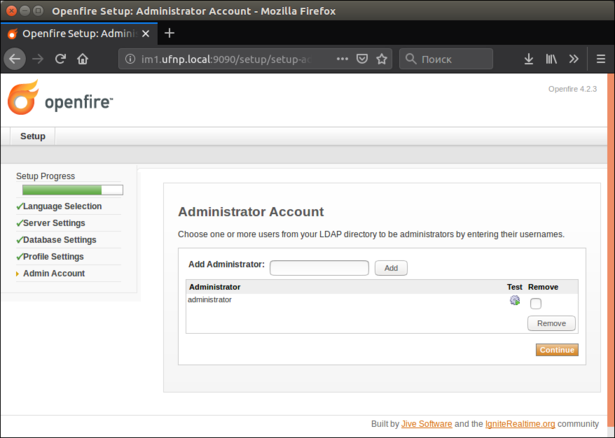 Openfire Setup: Administrator Account - Mozilla Firefox
Openfire Setup: Adminis
im1.ufnp.local:9090/setup/setup-ad
Поиск
openfire™
Openfire 4.2.3
Setup
Setup Progress
Language Selection
Server Settings
Database Settings
Profile Settings
Admin Account
Administrator Account
Choose one or more users from your LDAP directory to be administrators by entering their usernames.
Add Administrator:
Add
Administrator Test Remove
administrator
Remove
Continue
Built by Jive Software and the IgniteRealtime.org community